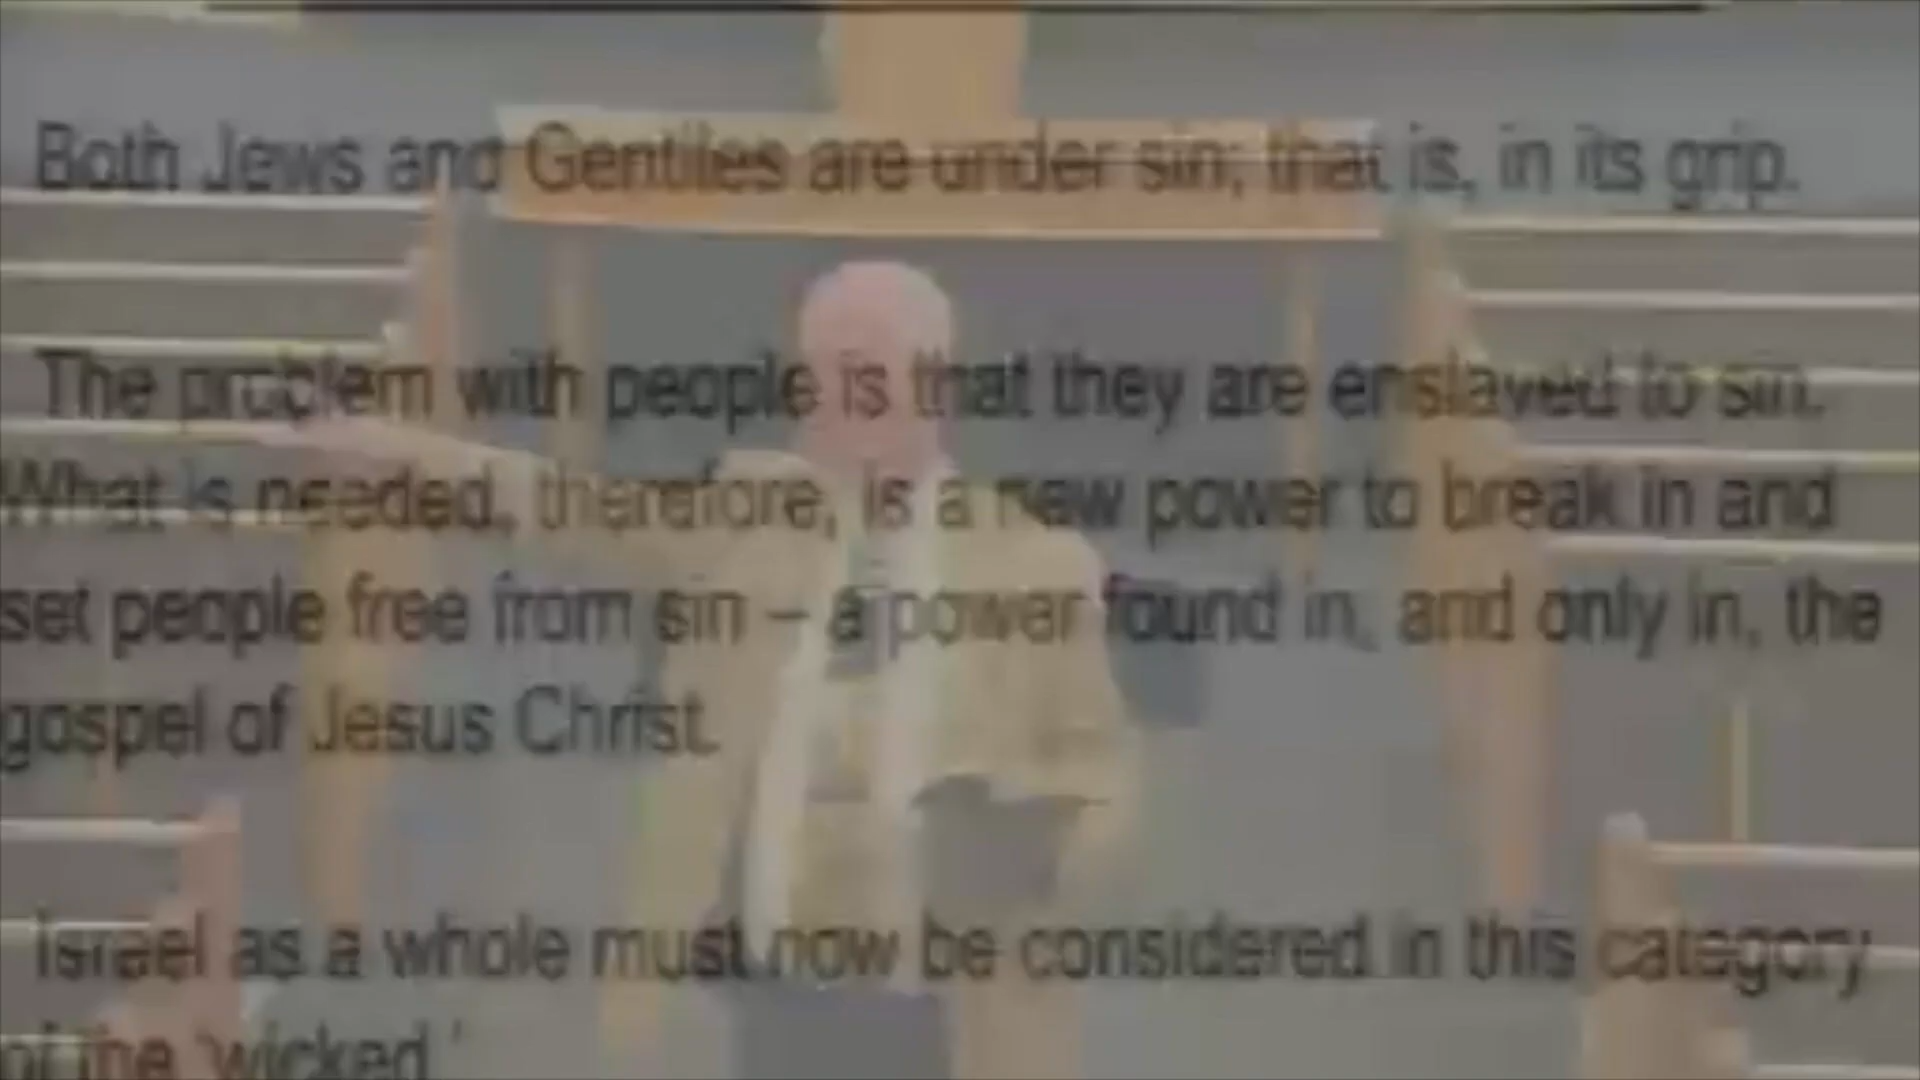 Both Jews and Gentiles are under sin; that is, in its grip.
The problem with people is that they are enslaved to sin.
What is needed, therefore, is a new power to break in and
set people free from sin – a power found in, and only in, the
gospel of Jesus Christ.
Israel as a whole must now be considered in this category
of the 'wicked.'